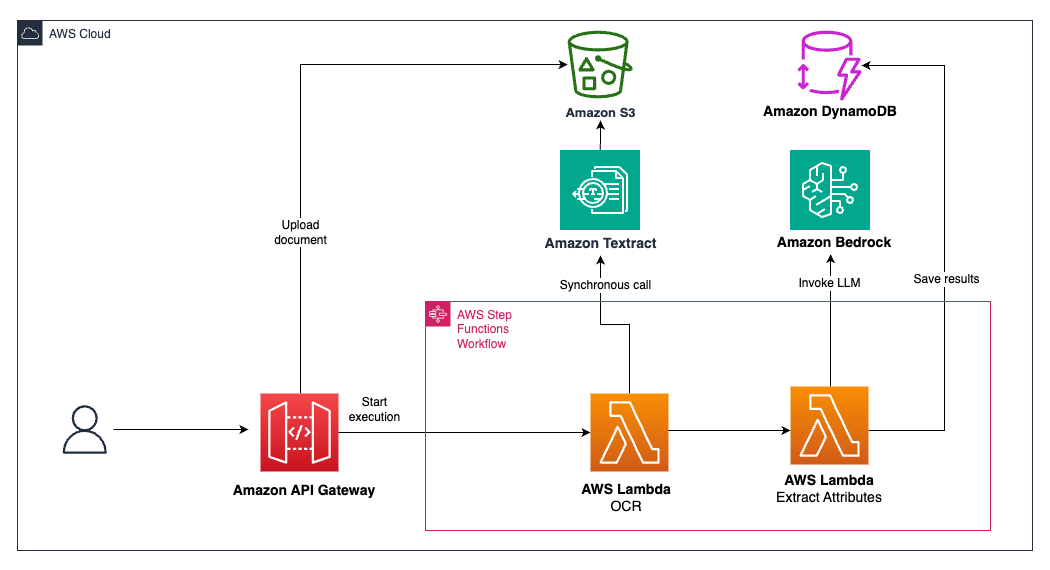 AWS Cloud
Amazon S3
Amazon DynamoDB
Upload
document
Amazon Textract
Amazon Bedrock
Synchronous call
Invoke LLM
Save results
AWS Step
Functions
Workflow
Start
execution
Amazon API Gateway
AWS Lambda
OCR
AWS Lambda
Extract Attributes